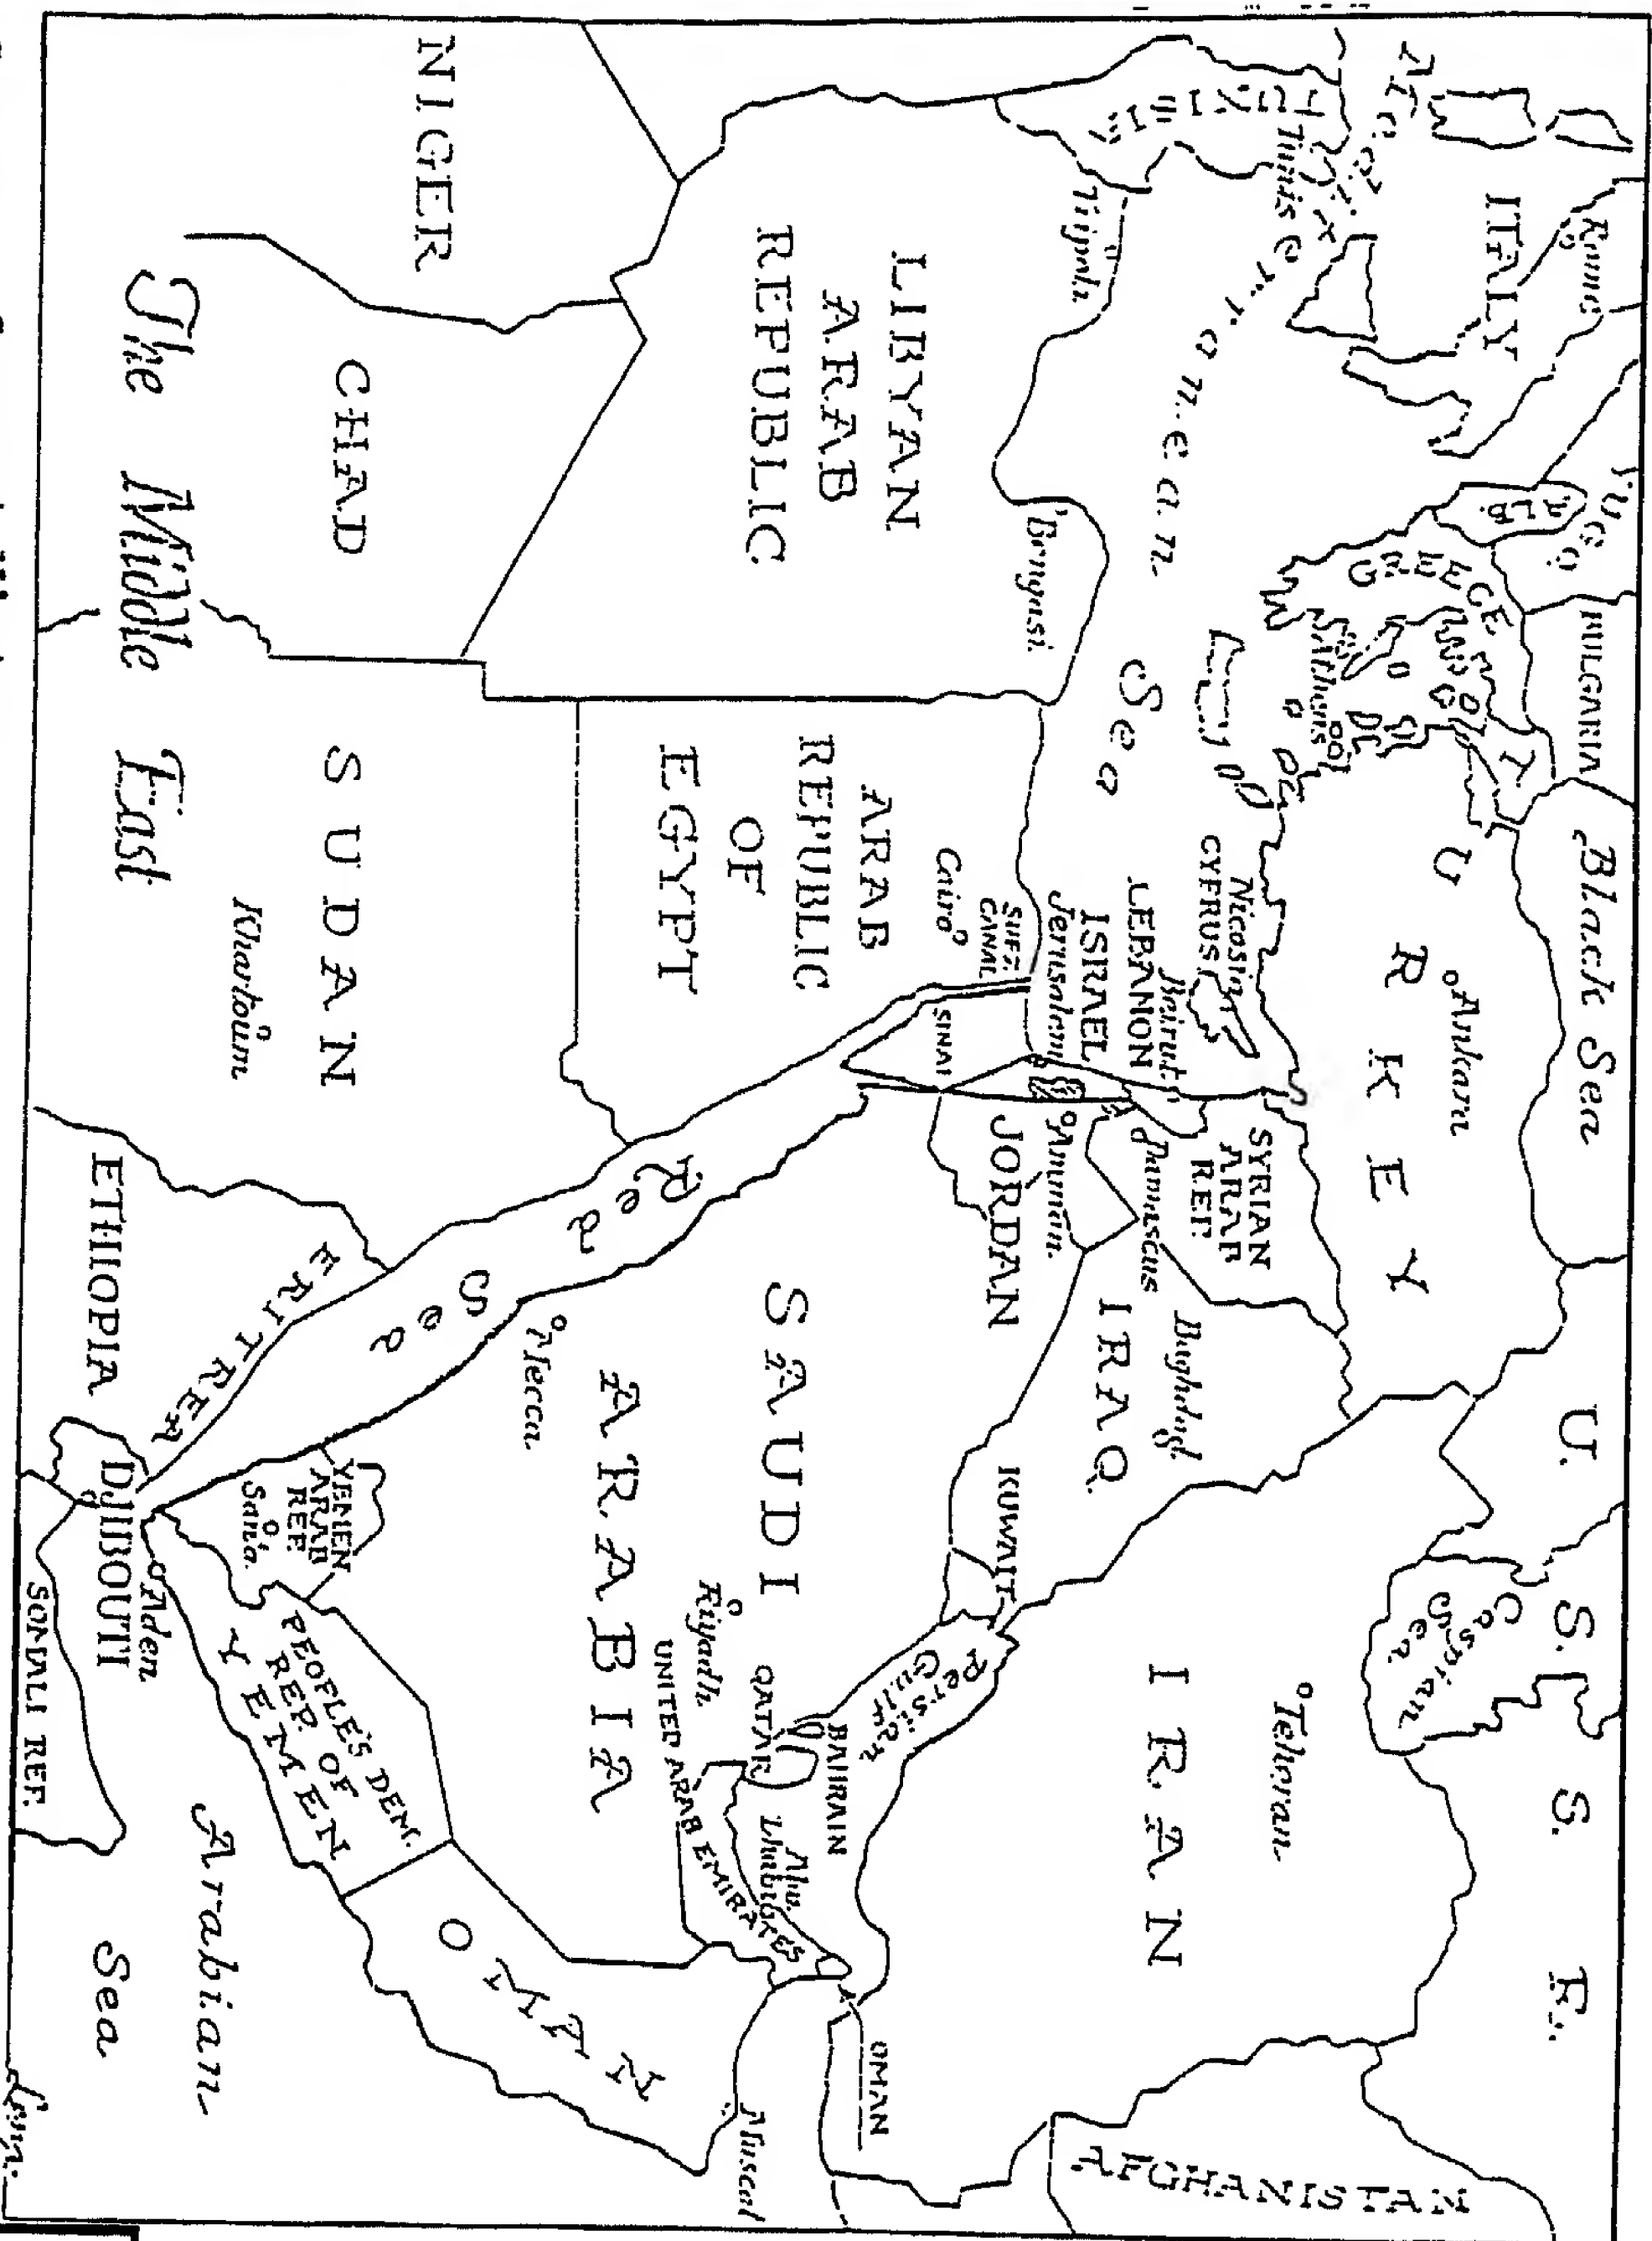 ITALY
Rome
YUGO
ALB.
GREECE
Athens
BULGARIA
Black Sea
TURKEY
Ankara
U. S. S. R.
Caspian
Sea
Mediterranean Sea
TUNISIA
Tunis
Tripoli
Bengasi
LIBYAN
ARAB
REPUBLIC
NIGER
CHAD
ARAB
REPUBLIC
OF
EGYPT
Cairo
SUEZ
CANAL
SINAI
Nicosia
CYPRUS
Beirut
LEBANON
ISRAEL
Jerusalem
SYRIAN
ARAB
REP.
Damascus
Amman
JORDAN
IRAQ
Baghdad
KUWAIT
IRAN
Teheran
AFGHANISTAN
Persian
Gulf
BAHRAIN
QATAR
Abu
Dhabi
UNITED ARAB EMIRATES
OMAN
SAUDI
ARABIA
Riyadh
Mecca
Red Sea
Muscat
OMAN
SUDAN
Khartoum
ERITREA
ETHIOPIA
YEMEN
ARAB
REP.
San'a
PEOPLE'S DEM.
REP. OF
YEMEN
Aden
DJIBOUTI
SOMALI REP.
Arabian
Sea
The Middle East